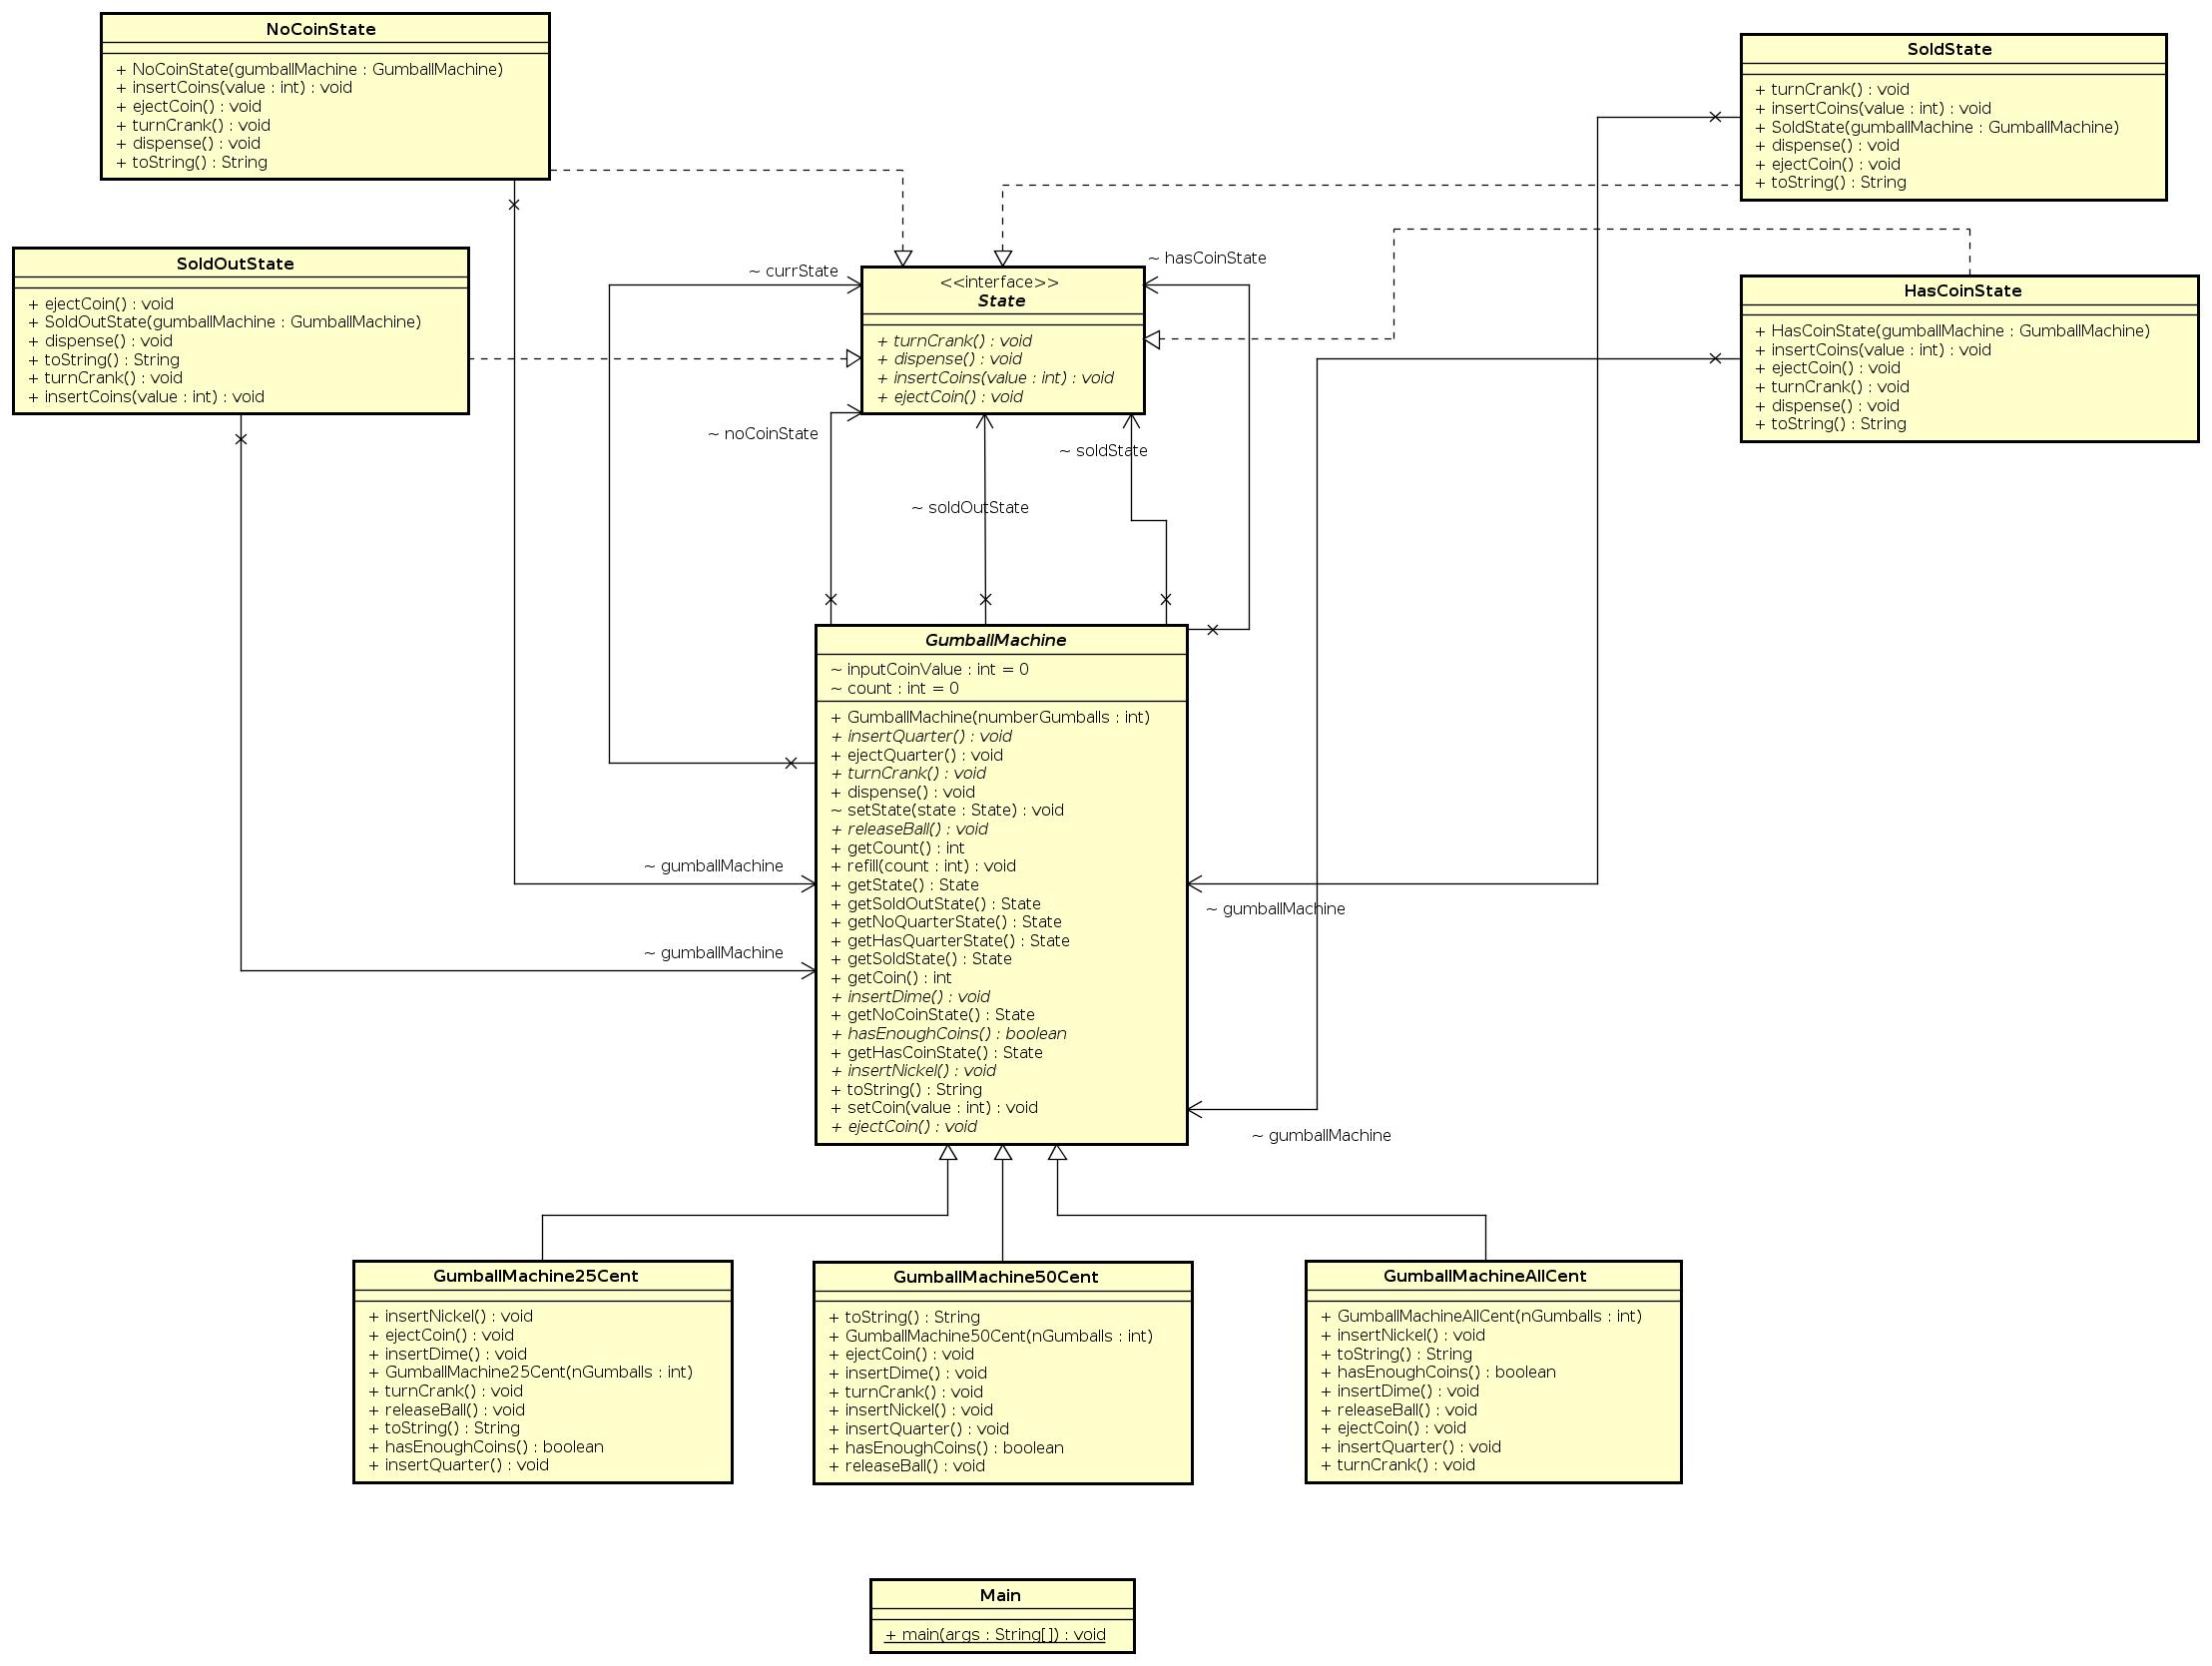 NoCoinState
+ NoCoinState(gumballMachine : GumballMachine)
+ insertCoins(value : int) : void
+ ejectCoin() : void
+ turnCrank() : void
+ dispense() : void
+ toString() : String
SoldState
+ turnCrank() : void
+ insertCoins(value : int) : void
+ SoldState(gumballMachine : GumballMachine)
+ dispense() : void
+ ejectCoin() : void
+ toString() : String
SoldOutState
+ ejectCoin() : void
+ SoldOutState(gumballMachine : GumballMachine)
+ dispense() : void
+ toString() : String
+ turnCrank() : void
+ insertCoins(value : int) : void
~ currState
~ hasCoinState
<<interface>>
State
+ turnCrank() : void
+ dispense() : void
+ insertCoins(value : int) : void
+ ejectCoin() : void
HasCoinState
+ HasCoinState(gumballMachine : GumballMachine)
+ insertCoins(value : int) : void
+ ejectCoin() : void
+ turnCrank() : void
+ dispense() : void
+ toString() : String
~ noCoinState
~ soldState
~ soldOutState
GumballMachine
~ inputCoinValue : int = 0
~ count : int = 0
+ GumballMachine(numberGumballs : int)
+ insertQuarter() : void
+ ejectQuarter() : void
+ turnCrank() : void
+ dispense() : void
~ setState(state : State) : void
+ releaseBall() : void
+ getCount() : int
+ refill(count : int) : void
+ getState() : State
+ getSoldOutState() : State
+ getNoQuarterState() : State
+ getHasQuarterState() : State
+ getSoldState() : State
+ getCoin() : int
+ insertDime() : void
+ getNoCoinState() : State
+ hasEnoughCoins() : boolean
+ getHasCoinState() : State
+ insertNickel() : void
+ toString() : String
+ setCoin(value : int) : void
+ ejectCoin() : void
~ gumballMachine
~ gumballMachine
~ gumballMachine
~ gumballMachine
GumballMachine25Cent
+ insertNickel() : void
+ ejectCoin() : void
+ insertDime() : void
+ GumballMachine25Cent(nGumballs : int)
+ turnCrank() : void
+ releaseBall() : void
+ toString() : String
+ hasEnoughCoins() : boolean
+ insertQuarter() : void
GumballMachine50Cent
+ toString() : String
+ GumballMachine50Cent(nGumballs : int)
+ ejectCoin() : void
+ insertDime() : void
+ turnCrank() : void
+ insertNickel() : void
+ insertQuarter() : void
+ hasEnoughCoins() : boolean
+ releaseBall() : void
GumballMachineAllCent
+ GumballMachineAllCent(nGumballs : int)
+ insertNickel() : void
+ toString() : String
+ hasEnoughCoins() : boolean
+ insertDime() : void
+ releaseBall() : void
+ ejectCoin() : void
+ insertQuarter() : void
+ turnCrank() : void
Main
+ main(args : String[]) : void